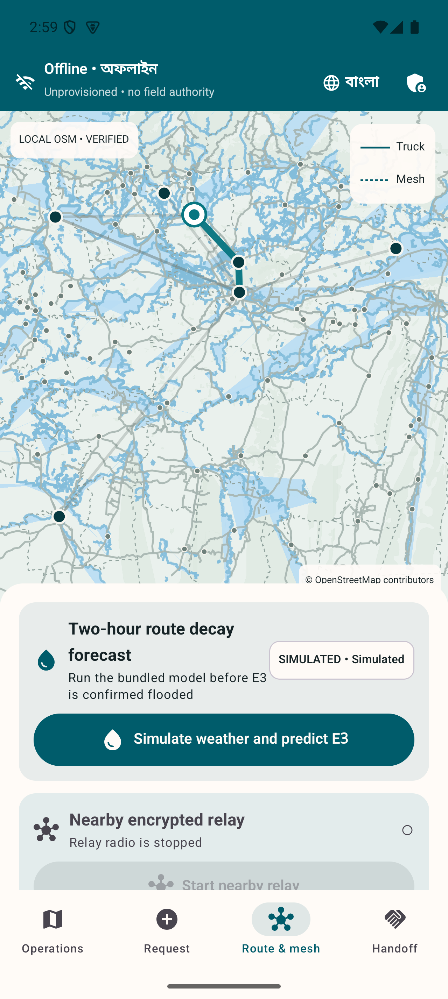 2:59
Offline • অফলাইন
Unprovisioned • no field authority
বাংলা
LOCAL OSM • VERIFIED
Truck
Mesh
© OpenStreetMap contributors
Two-hour route decay
forecast
SIMULATED • Simulated
Run the bundled model before E3
is confirmed flooded
Simulate weather and predict E3
Nearby encrypted relay
Relay radio is stopped
Start nearby relay
Operations
Request
Route & mesh
Handoff